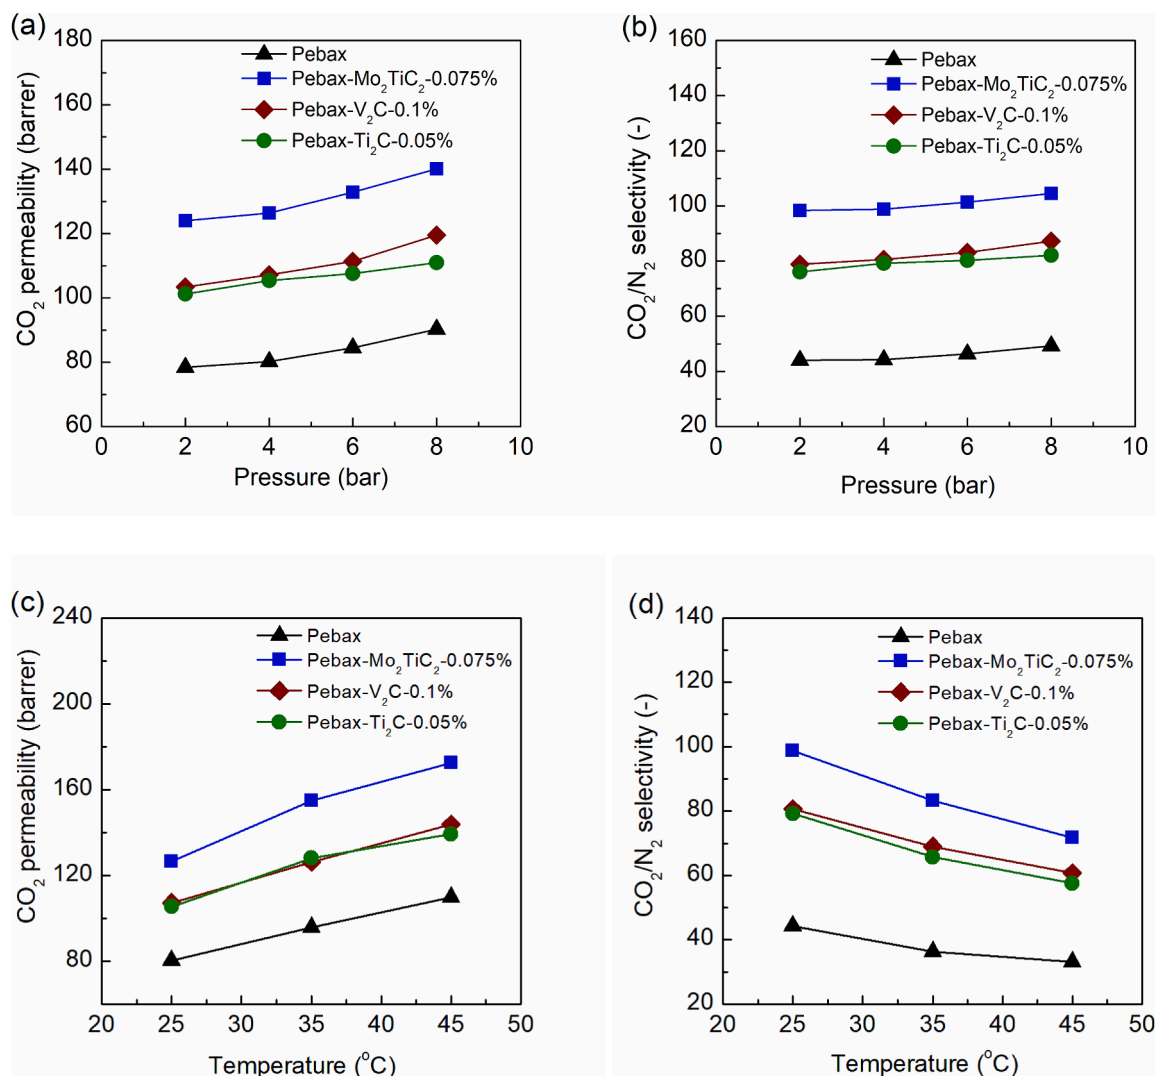 (a)
180
160
140
120
100
80
60
0 2 4 6 8 10
CO₂ permeability (barrer)
Pressure (bar)
Pebax
Pebax-Mo₂TiC₂-0.075%
Pebax-V₂C-0.1%
Pebax-Ti₂C-0.05%
(b)
160
140
120
100
80
60
40
20
0 2 4 6 8 10
CO₂/N₂ selectivity (-)
Pressure (bar)
Pebax
Pebax-Mo₂TiC₂-0.075%
Pebax-V₂C-0.1%
Pebax-Ti₂C-0.05%
(c)
240
200
160
120
80
20 25 30 35 40 45 50
CO₂ permeability (barrer)
Temperature (°C)
Pebax
Pebax-Mo₂TiC₂-0.075%
Pebax-V₂C-0.1%
Pebax-Ti₂C-0.05%
(d)
140
120
100
80
60
40
20
20 25 30 35 40 45 50
CO₂/N₂ selectivity (-)
Temperature (°C)
Pebax
Pebax-Mo₂TiC₂-0.075%
Pebax-V₂C-0.1%
Pebax-Ti₂C-0.05%